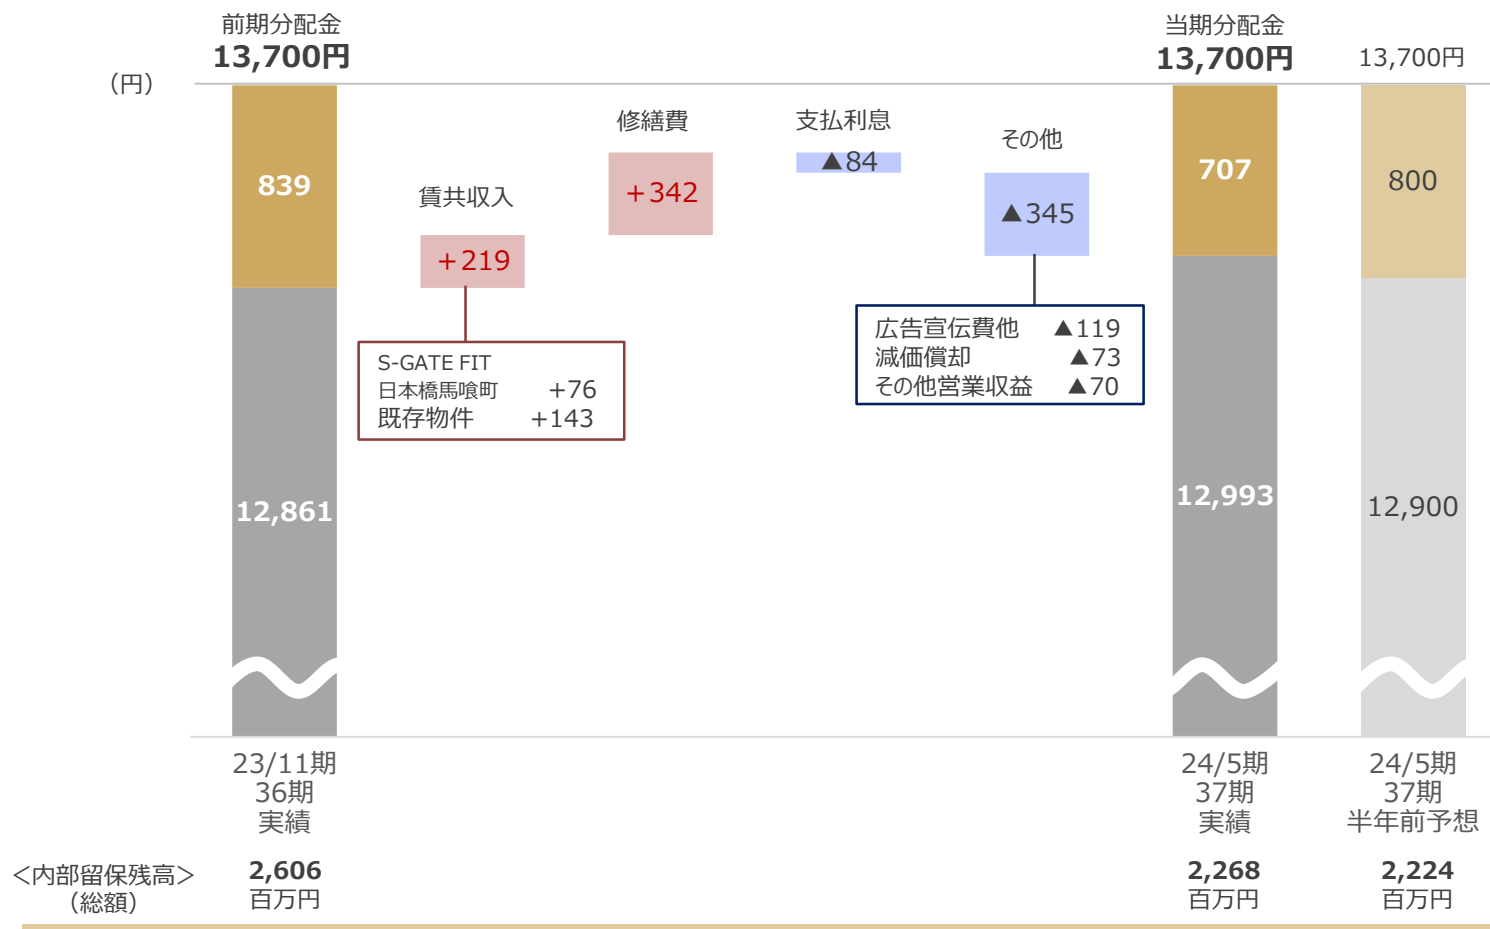 前期分配金
13,700円
当期分配金
13,700円
13,700円
（円）
修繕費
支払利息
その他
賃共収入
839
+219
+342
▲84
▲345
707
800
S-GATE FIT
日本橋馬喰町 +76
既存物件 +143
広告宣伝費他 ▲119
減価償却 ▲73
その他営業収益 ▲70
12,861
12,993
12,900
23/11期
36期
実績
24/5期
37期
実績
24/5期
37期
半年前予想
＜内部留保残高＞
（総額）
2,606
百万円
2,268
百万円
2,224
百万円